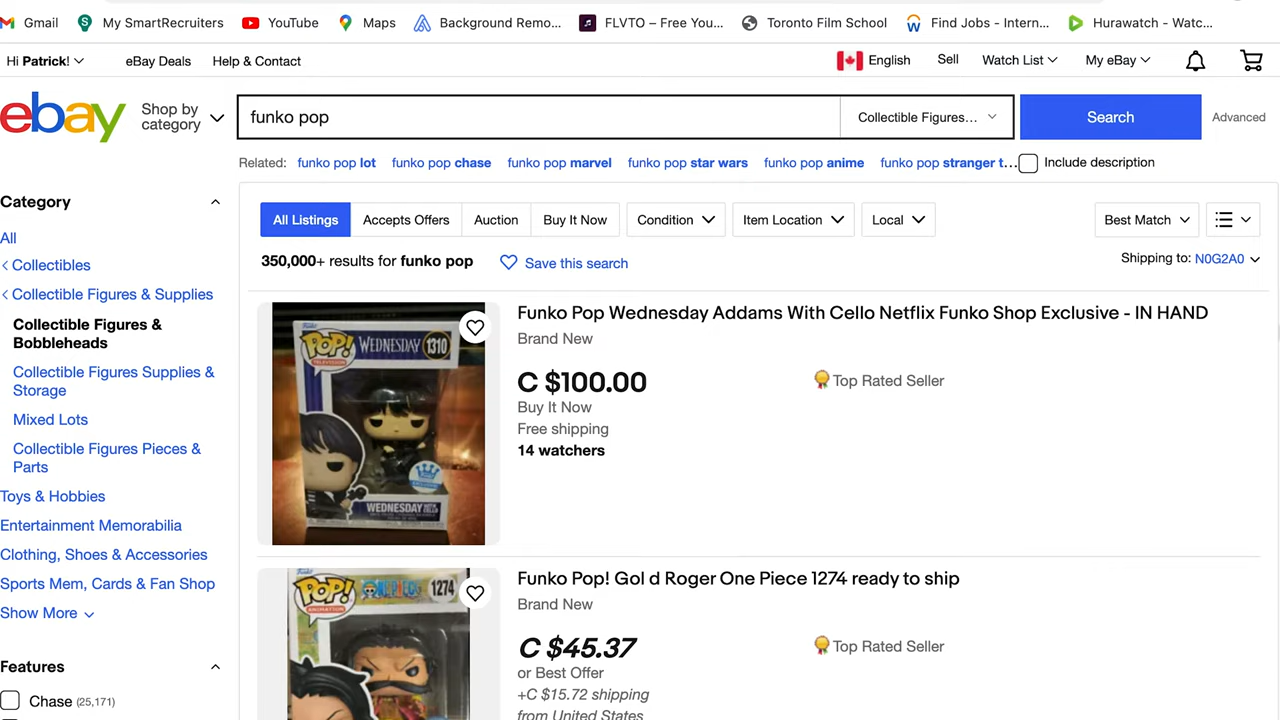 Gmail
My SmartRecruiters
YouTube
Maps
Background Remo...
FLVTO – Free You...
Toronto Film School
Find Jobs - Intern...
Hurawatch - Watc...
Hi Patrick!
eBay Deals
Help & Contact
English
Sell
Watch List
My eBay
ebay
Shop by
category
funko pop
Collectible Figures...
Search
Advanced
Related:
funko pop lot
funko pop chase
funko pop marvel
funko pop star wars
funko pop anime
funko pop stranger t...
Include description
Category
All
Collectibles
Collectible Figures & Supplies
Collectible Figures &
Bobbleheads
Collectible Figures Supplies &
Storage
Mixed Lots
Collectible Figures Pieces &
Parts
Toys & Hobbies
Entertainment Memorabilia
Clothing, Shoes & Accessories
Sports Mem, Cards & Fan Shop
Show More
Features
Chase (25,171)
All Listings
Accepts Offers
Auction
Buy It Now
Condition
Item Location
Local
Best Match
350,000+ results for funko pop
Save this search
Shipping to: N0G2A0
POP!
WEDNESDAY
1310
TELEVISION
WEDNESDAY
Funko Pop Wednesday Addams With Cello Netflix Funko Shop Exclusive - IN HAND
Brand New
C $100.00
Top Rated Seller
Buy It Now
Free shipping
14 watchers
POP!
ANIMATION
ONE PIECE
1274
Funko Pop! Gol d Roger One Piece 1274 ready to ship
Brand New
C $45.37
Top Rated Seller
or Best Offer
+C $15.72 shipping
from United States